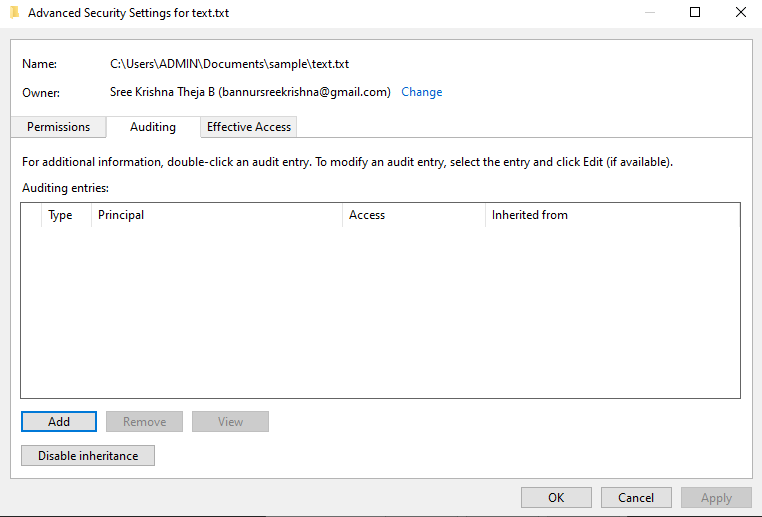 Advanced Security Settings for text.txt
Name: C:\Users\ADMIN\Documents\sample\text.txt
Owner: Sree Krishna Theja B (bannursreekrishna@gmail.com) Change
Permissions Auditing Effective Access
For additional information, double-click an audit entry. To modify an audit entry, select the entry and click Edit (if available).
Auditing entries:
Type Principal Access Inherited from
Add Remove View
Disable inheritance
OK Cancel Apply